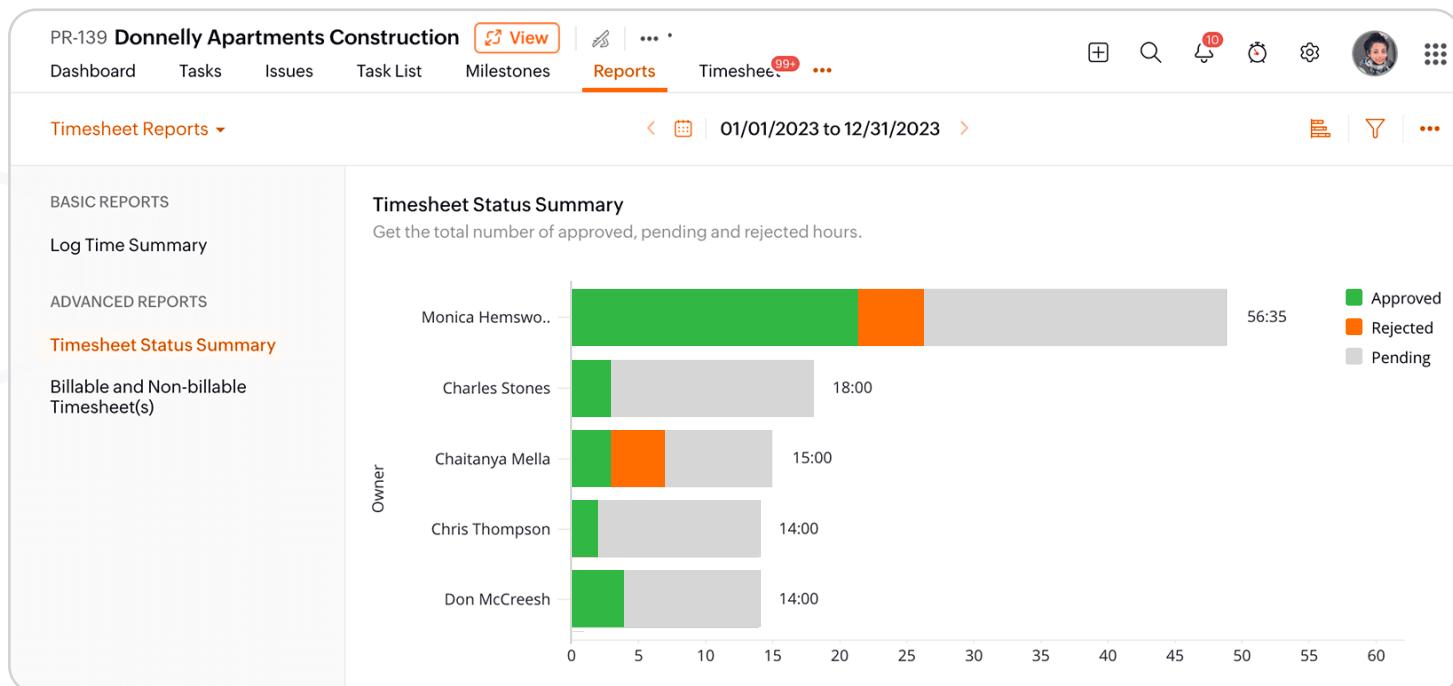 PR-139 Donnelly Apartments Construction View
10
Dashboard Tasks Issues Task List Milestones Reports Timesheet 99+
Timesheet Reports 01/01/2023 to 12/31/2023
BASIC REPORTS
Log Time Summary
ADVANCED REPORTS
Timesheet Status Summary
Billable and Non-billable
Timesheet(s)
Timesheet Status Summary
Get the total number of approved, pending and rejected hours.
Owner
Monica Hemswo.. 56:35
Charles Stones 18:00
Chaitanya Mella 15:00
Chris Thompson 14:00
Don McCreesh 14:00
0 5 10 15 20 25 30 35 40 45 50 55 60
Approved
Rejected
Pending